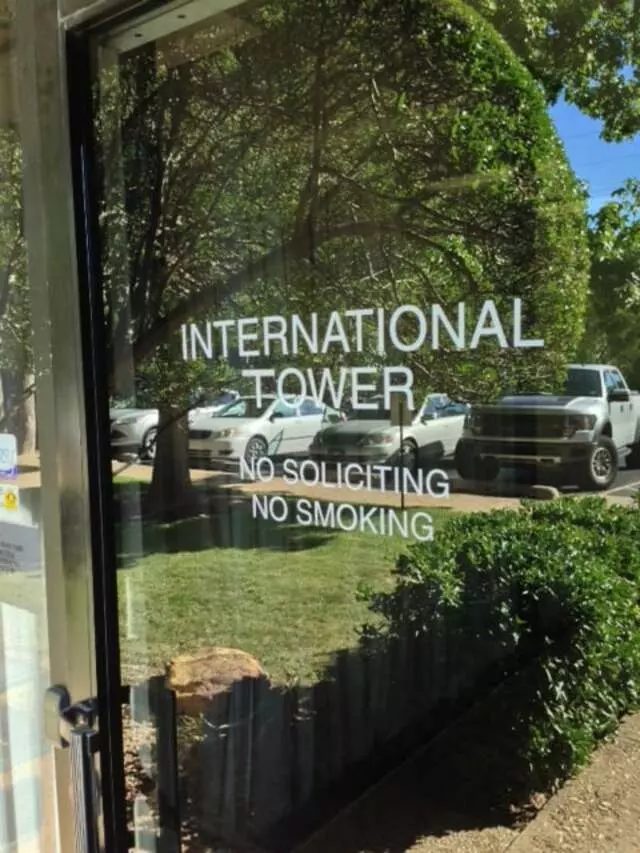 INTERNATIONAL
TOWER
NO SOLICITING
NO SMOKING